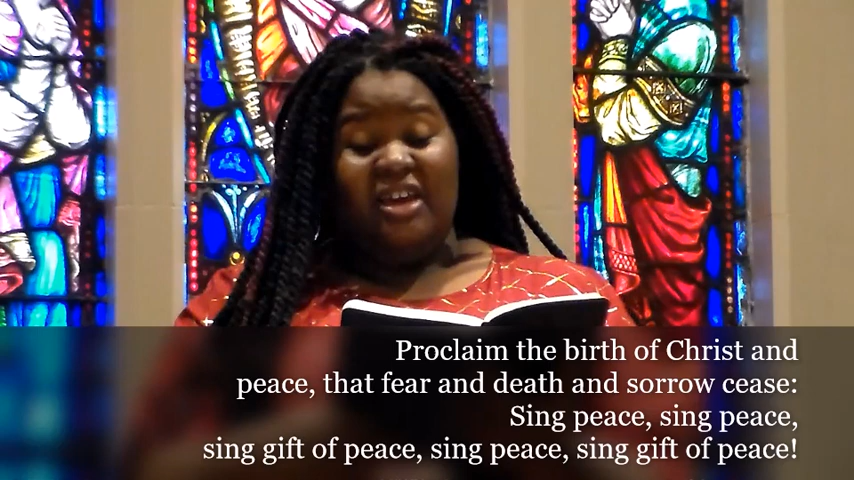 Proclaim the birth of Christ and
peace, that fear and death and sorrow cease:
Sing peace, sing peace,
sing gift of peace, sing peace, sing gift of peace!